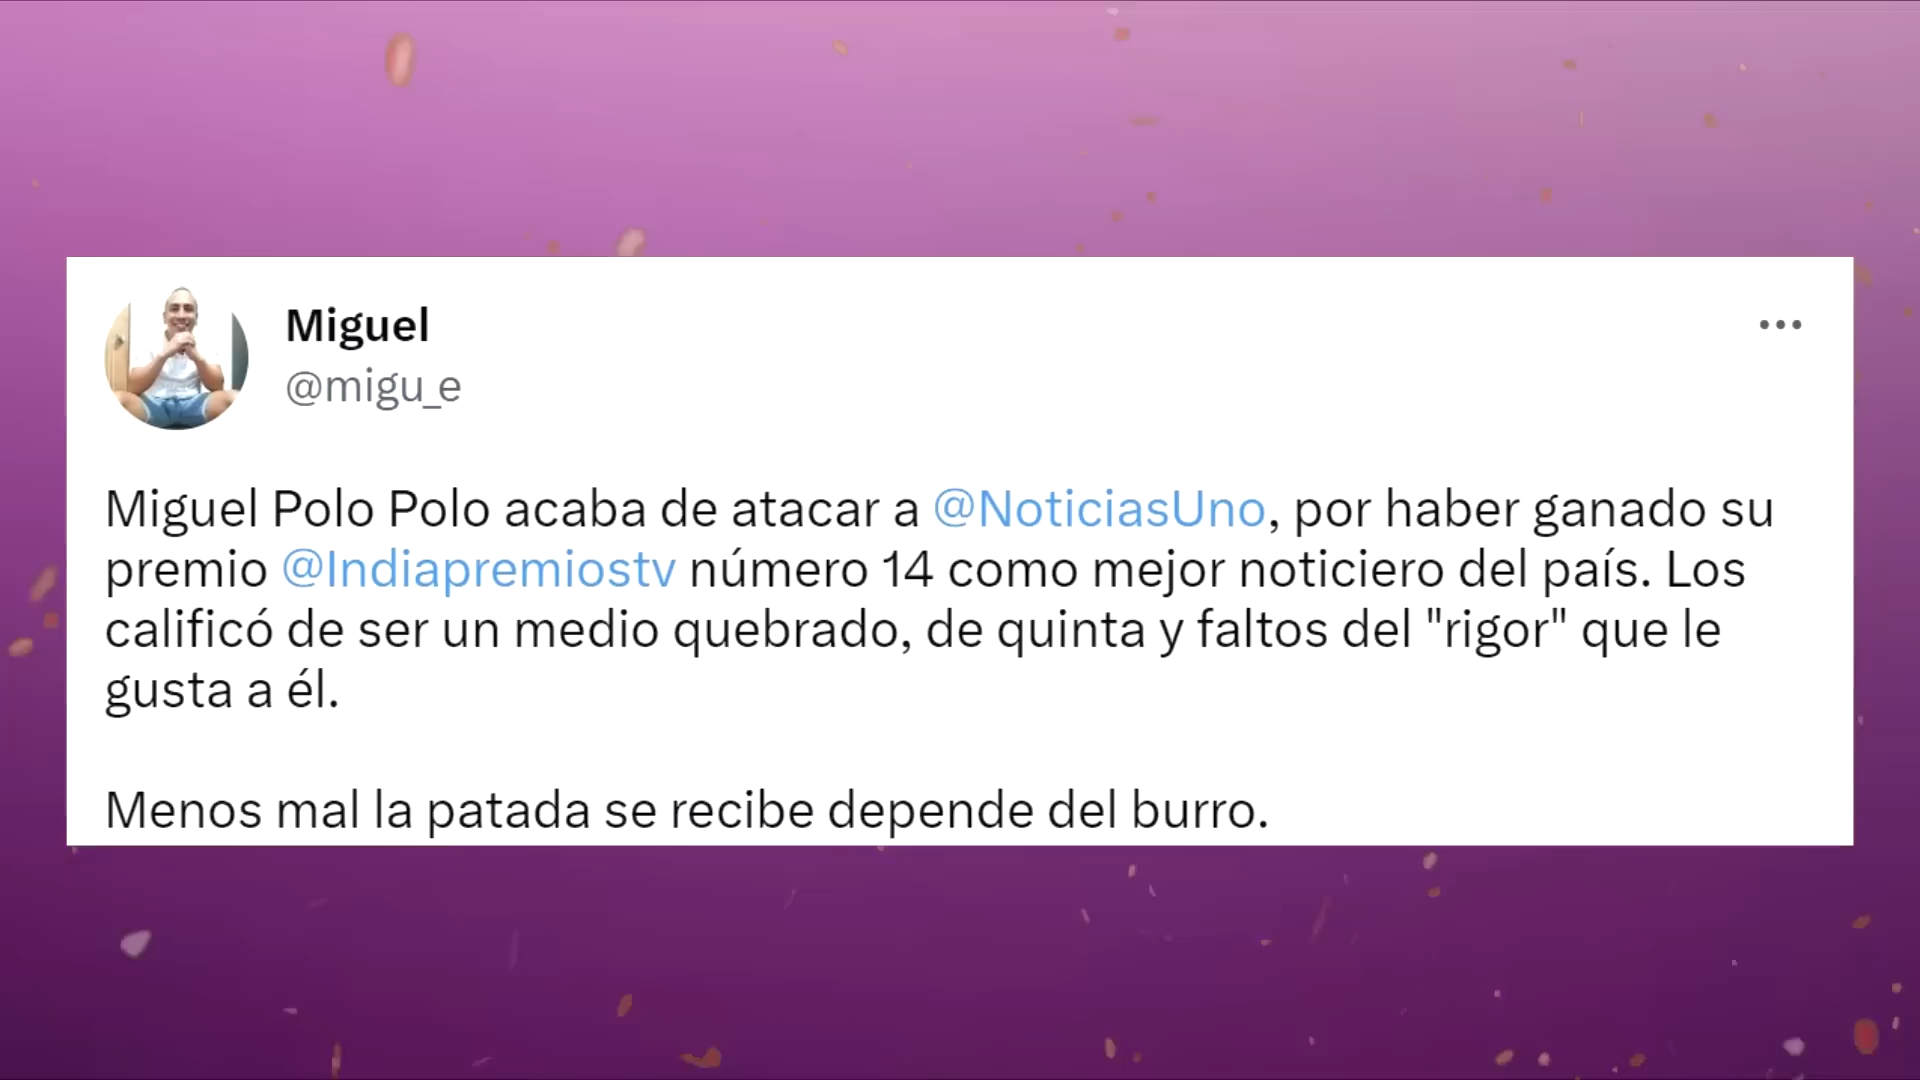 Miguel
@migu_e
Miguel Polo Polo acaba de atacar a @NoticiasUno, por haber ganado su
premio @Indiapremiostv número 14 como mejor noticiero del país. Los
calificó de ser un medio quebrado, de quinta y faltos del "rigor" que le
gusta a él.
Menos mal la patada se recibe depende del burro.